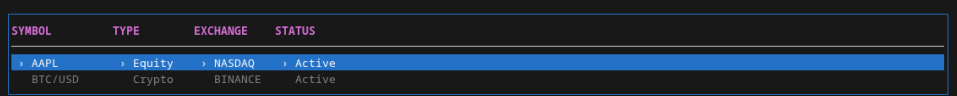 SYMBOL TYPE EXCHANGE STATUS
› AAPL › Equity › NASDAQ › Active
BTC/USD Crypto BINANCE Active